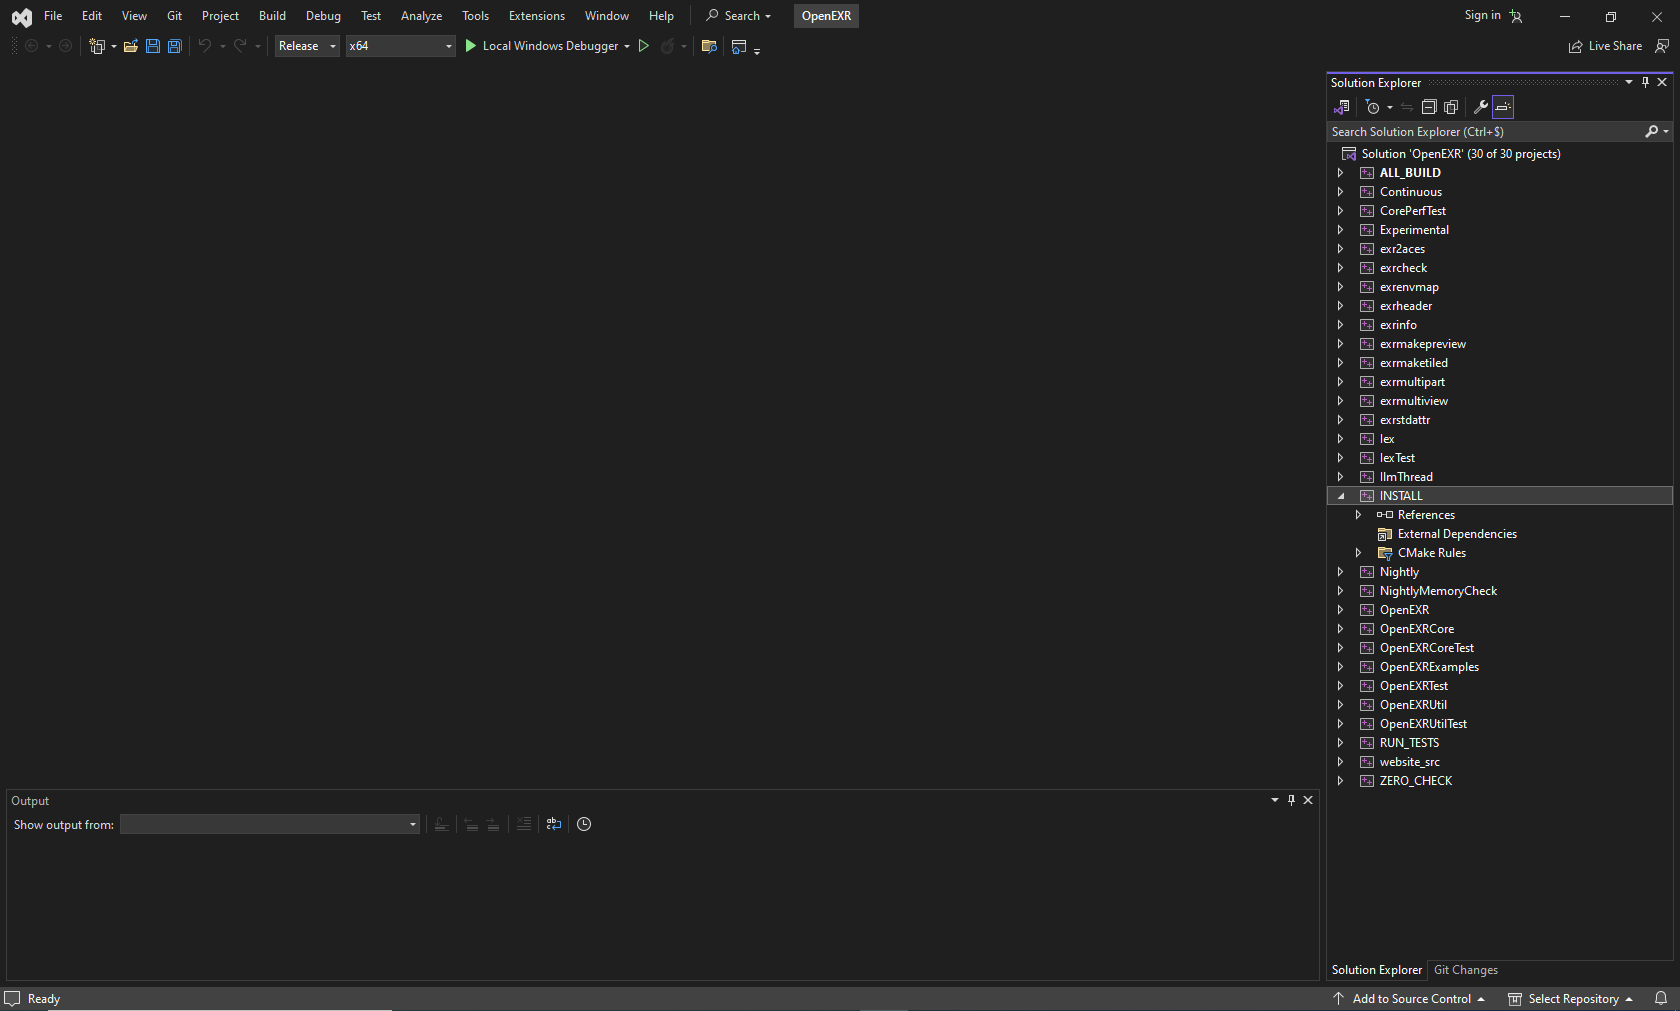 File Edit View Git Project Build Debug Test Analyze Tools Extensions Window Help Search OpenEXR Sign in
Release x64 Local Windows Debugger Live Share
Solution Explorer
Search Solution Explorer (Ctrl+$)
Solution 'OpenEXR' (30 of 30 projects)
ALL_BUILD
Continuous
CorePerfTest
Experimental
exr2aces
exrcheck
exrenvmap
exrheader
exrinfo
exrmakepreview
exrmaketiled
exrmultipart
exrmultiview
exrstdattr
Iex
IexTest
IlmThread
INSTALL
References
External Dependencies
CMake Rules
Nightly
NightlyMemoryCheck
OpenEXR
OpenEXRCore
OpenEXRCoreTest
OpenEXRExamples
OpenEXRTest
OpenEXRUtil
OpenEXRUtilTest
RUN_TESTS
website_src
ZERO_CHECK
Output
Show output from:
Solution Explorer Git Changes
Ready Add to Source Control Select Repository